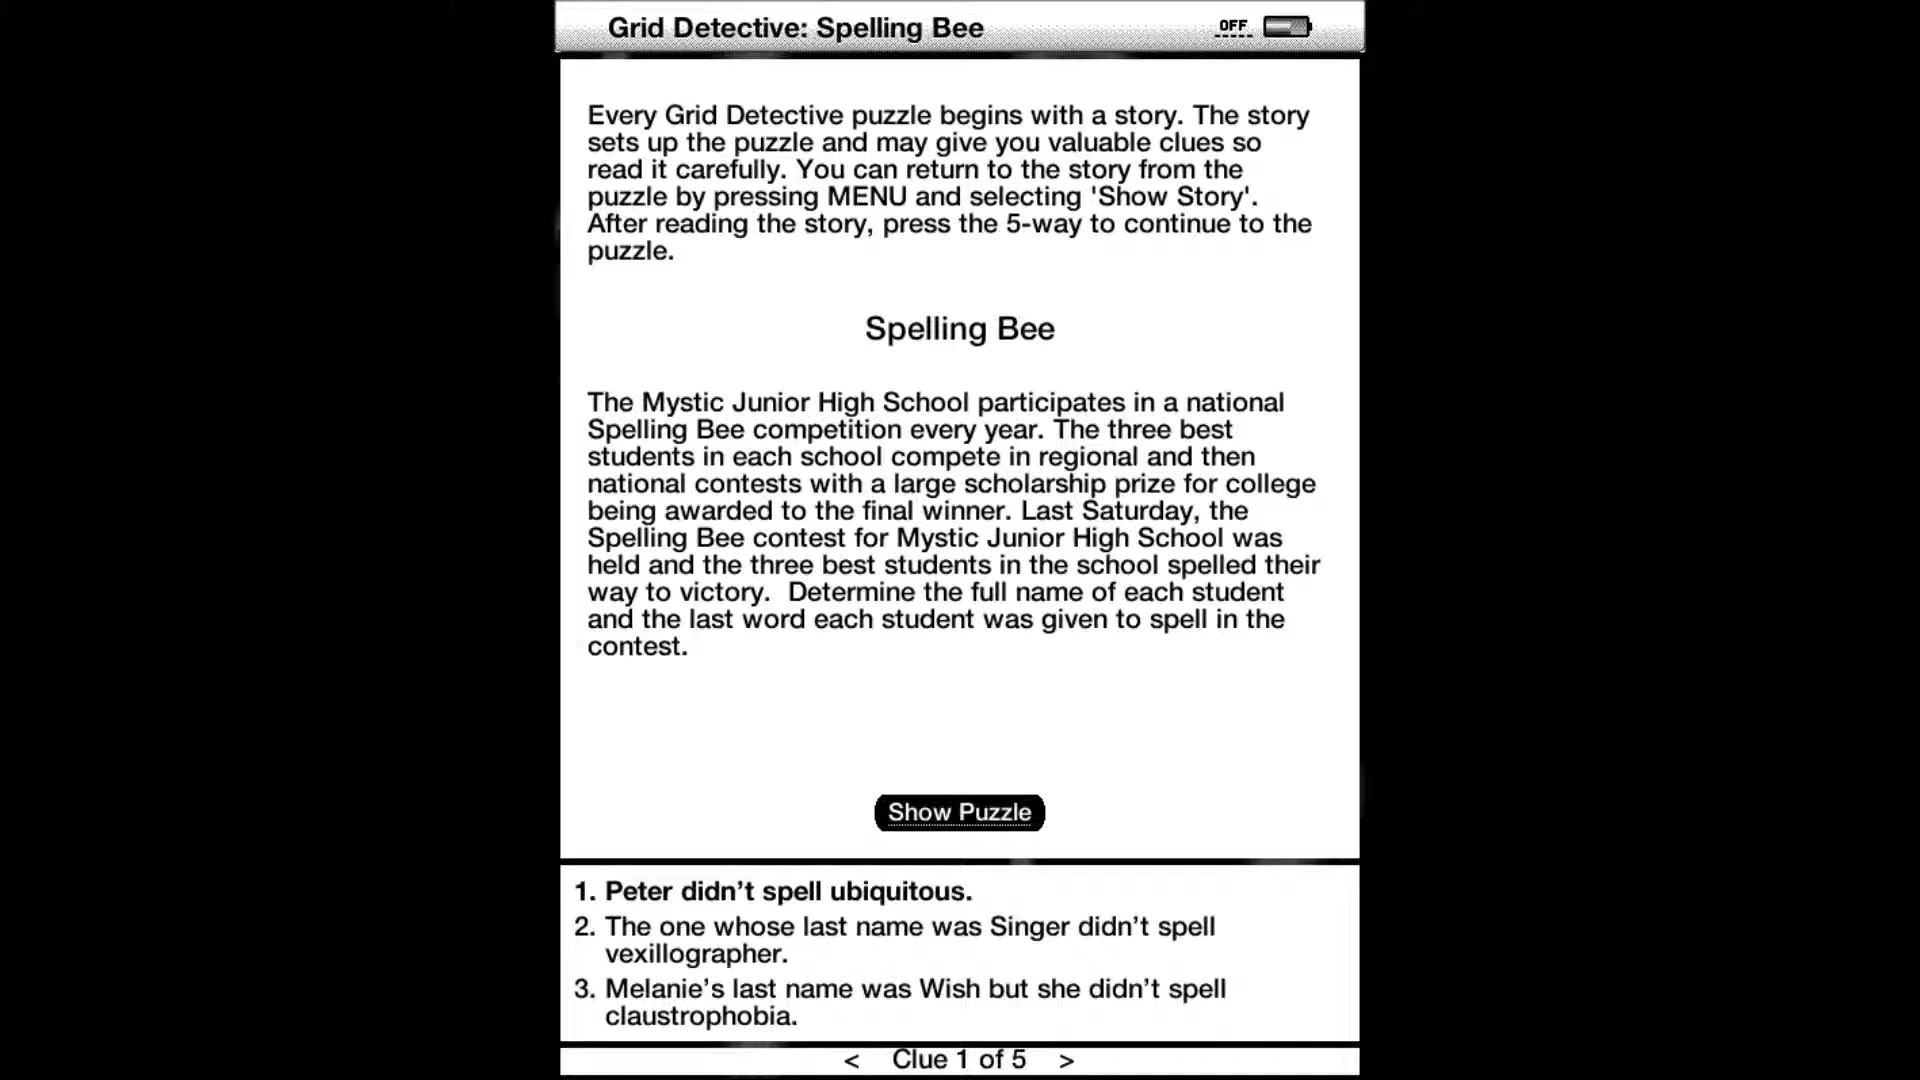 Grid Detective: Spelling Bee
OFF
Every Grid Detective puzzle begins with a story. The story
sets up the puzzle and may give you valuable clues so
read it carefully. You can return to the story from the
puzzle by pressing MENU and selecting 'Show Story'.
After reading the story, press the 5-way to continue to the
puzzle.
Spelling Bee
The Mystic Junior High School participates in a national
Spelling Bee competition every year. The three best
students in each school compete in regional and then
national contests with a large scholarship prize for college
being awarded to the final winner. Last Saturday, the
Spelling Bee contest for Mystic Junior High School was
held and the three best students in the school spelled their
way to victory.  Determine the full name of each student
and the last word each student was given to spell in the
contest.
Show Puzzle
1. Peter didn’t spell ubiquitous.
2. The one whose last name was Singer didn’t spell
vexillographer.
3. Melanie’s last name was Wish but she didn’t spell
claustrophobia.
< Clue 1 of 5 >